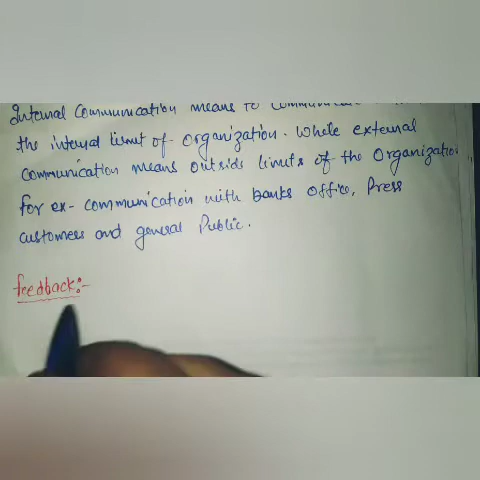 Internal Communication means to
the internal limit of organization. While external
communication means outside limits of the Organization
for ex- communication with banks office, Press
customers and general Public.
feedback:-